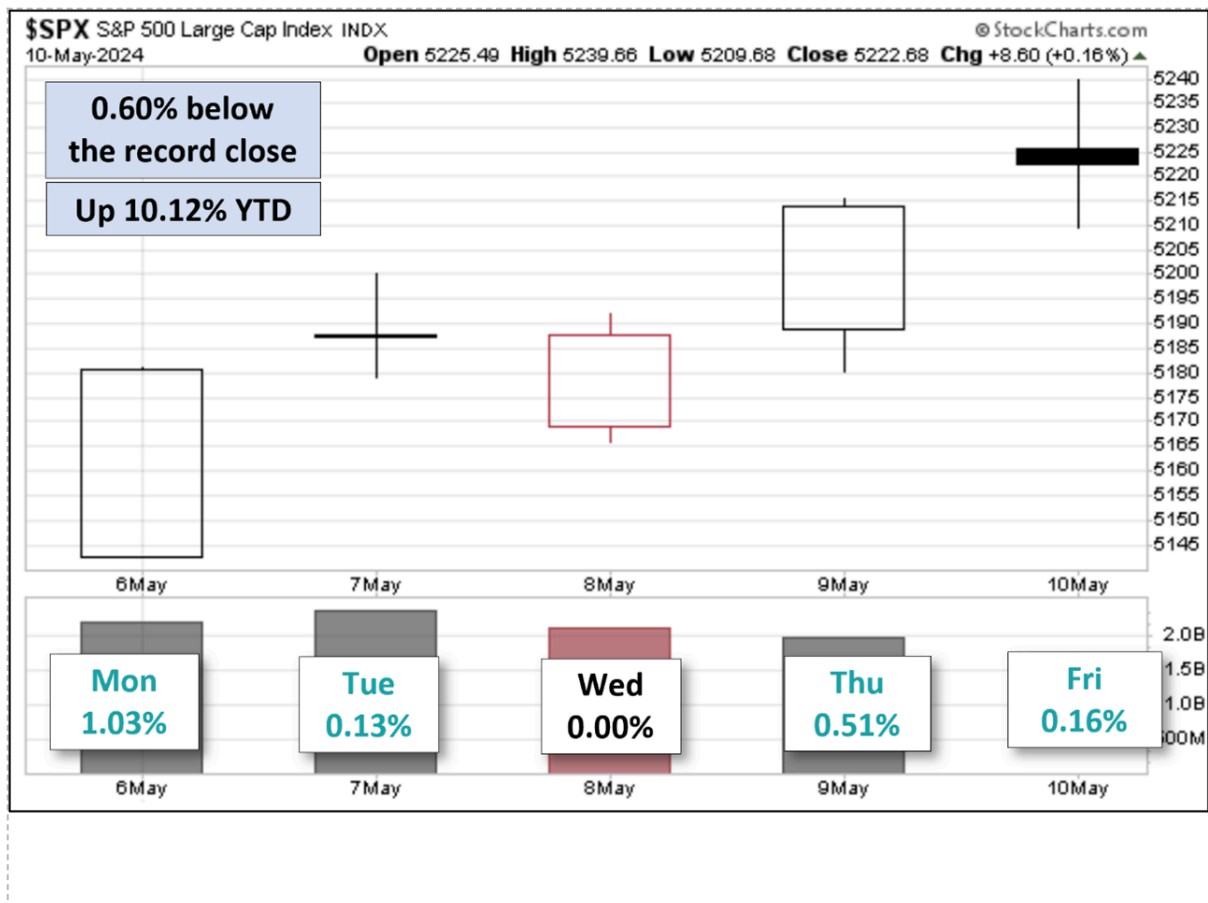 $SPX S&P 500 Large Cap Index INDX
© StockCharts.com
10-May-2024
Open 5225.49 High 5239.66 Low 5209.68 Close 5222.68 Chg +8.60 (+0.16%)
0.60% below
the record close
Up 10.12% YTD
5240
5235
5230
5225
5220
5215
5210
5205
5200
5195
5190
5185
5180
5175
5170
5165
5160
5155
5150
5145
6May 7May 8May 9May 10May
2.0B
1.5B
1.0B
500M
Mon
1.03%
Tue
0.13%
Wed
0.00%
Thu
0.51%
Fri
0.16%
6May 7May 8May 9May 10May